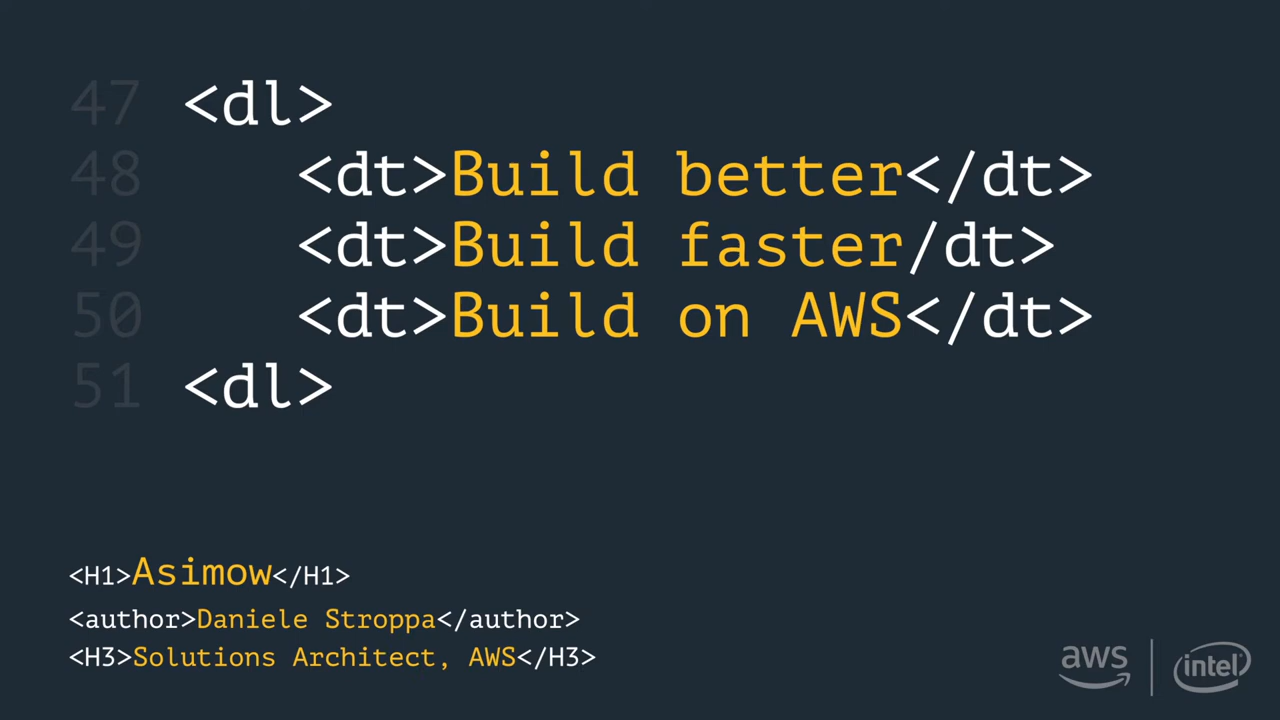 47 <dl>
48 <dt>Build better</dt>
49 <dt>Build faster/dt>
50 <dt>Build on AWS</dt>
51 <dl>
<H1>Asimow</H1>
<author>Daniele Stroppa</author>
<H3>Solutions Architect, AWS</H3>
aws
intel